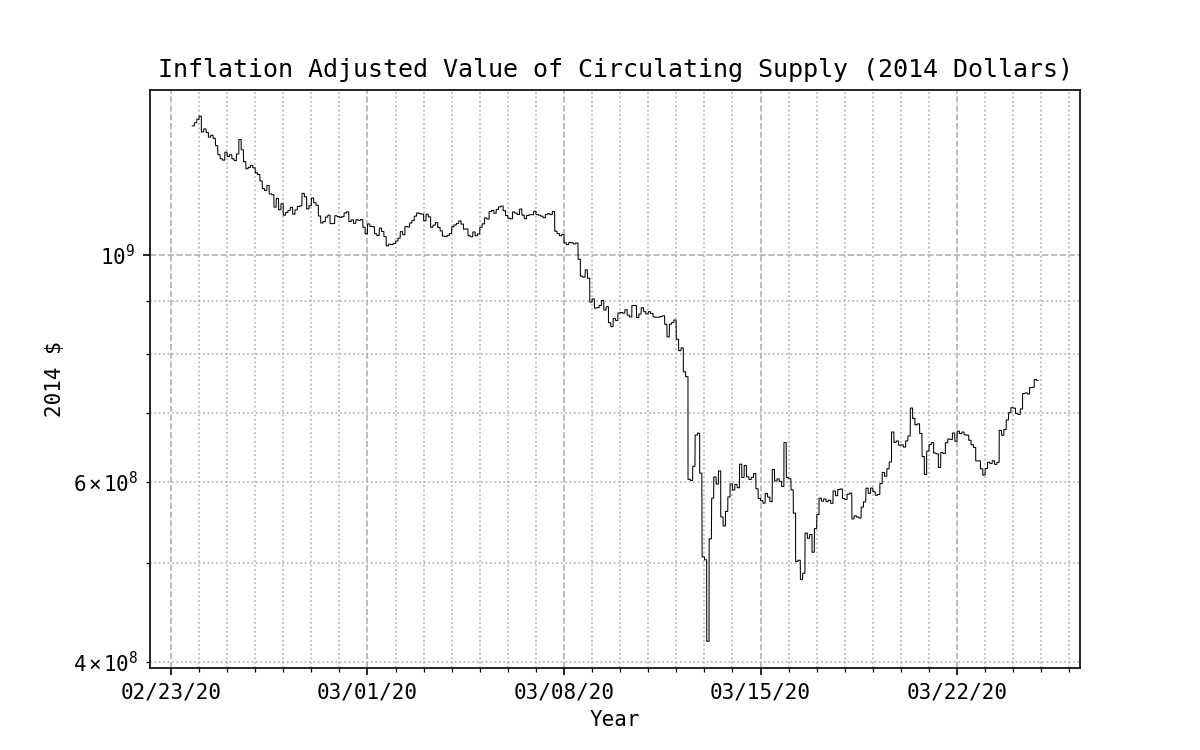 Inflation Adjusted Value of Circulating Supply (2014 Dollars)
2014 $
10⁹
6×10⁸
4×10⁸
02/23/20 03/01/20 03/08/20 03/15/20 03/22/20
Year